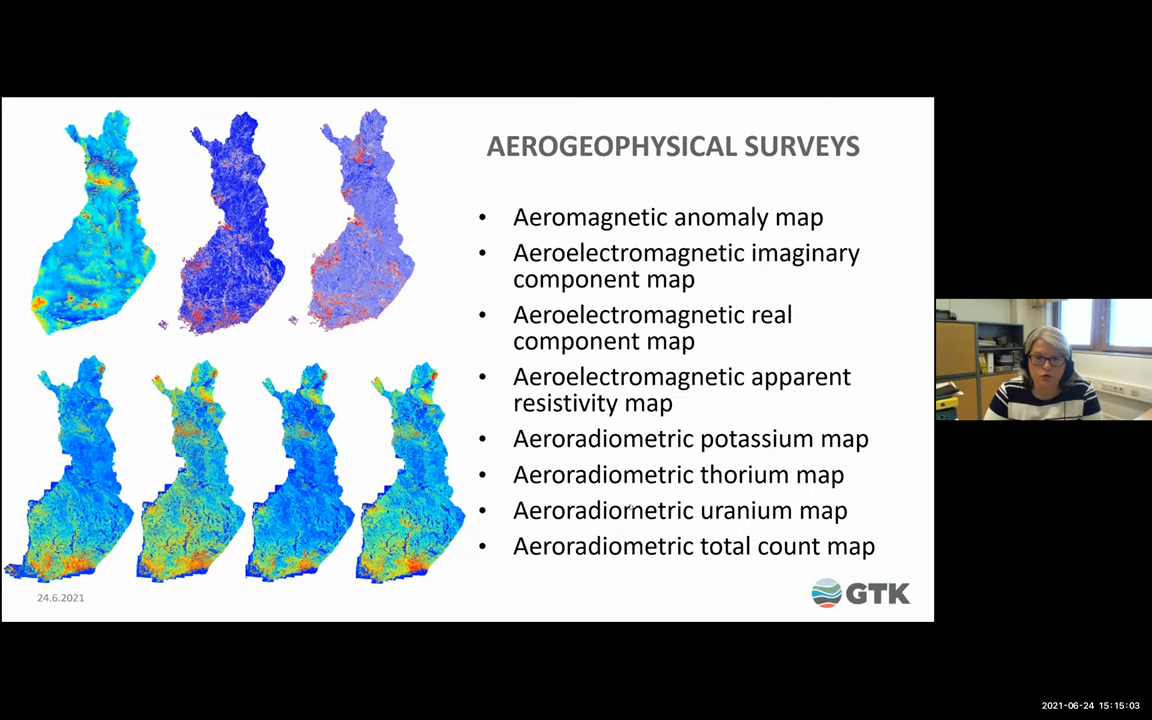 AEROGEOPHYSICAL SURVEYS
• Aeromagnetic anomaly map
• Aeroelectromagnetic imaginary
component map
• Aeroelectromagnetic real
component map
• Aeroelectromagnetic apparent
resistivity map
• Aeroradiometric potassium map
• Aeroradiometric thorium map
• Aeroradiometric uranium map
• Aeroradiometric total count map
24.6.2021
GTK
2021-06-24 15:15:03